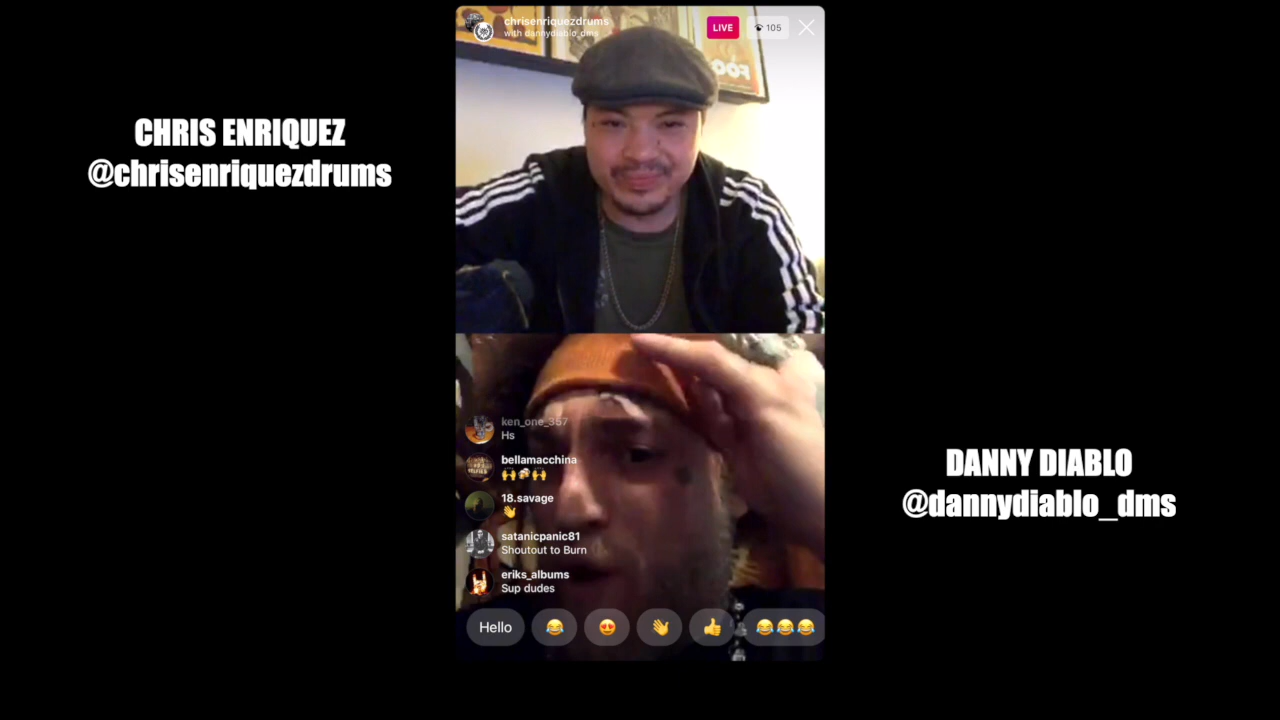 CHRIS ENRIQUEZ
@chrisenriquezdrums
chrisenriquezdrums
with dannydiablo_dms
LIVE
105
FOO
ken_one_357
Hs
bellamacchina
🙌🍻🙌
18.savage
👋
satanicpanic81
Shoutout to Burn
eriks_albums
Sup dudes
Hello
😂
😍
👋
👍
😂😂😂
DANNY DIABLO
@dannydiablo_dms